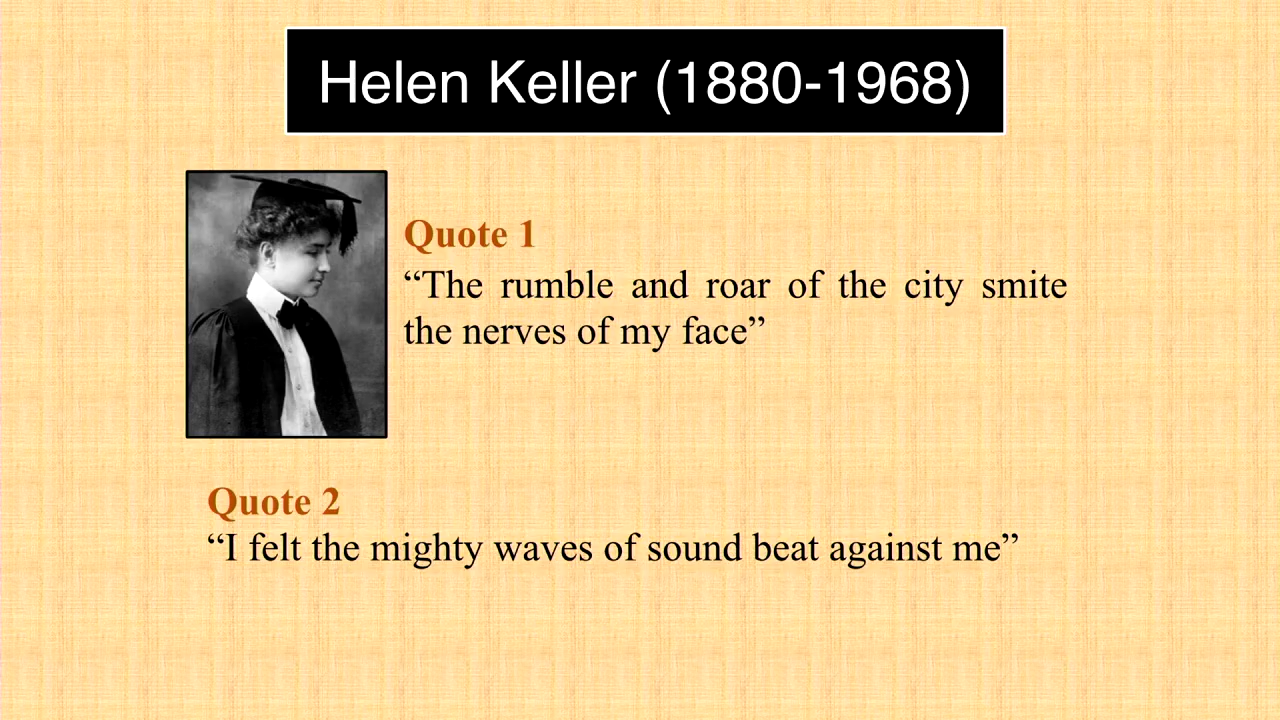 Helen Keller (1880-1968)
Quote 1
“The rumble and roar of the city smite
the nerves of my face”
Quote 2
“I felt the mighty waves of sound beat against me”